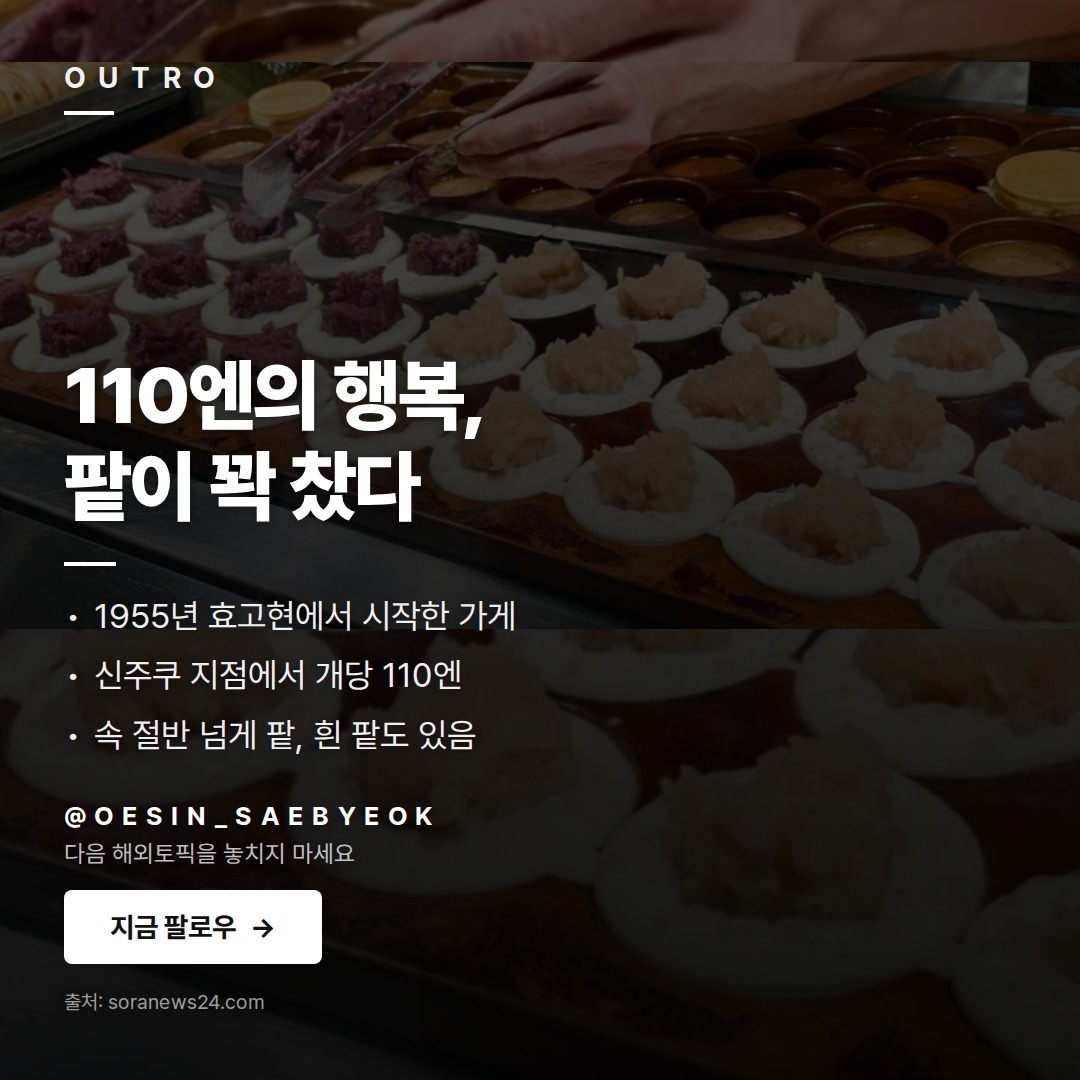 OUTRO
110엔의 행복,
팥이 꽉 찼다
• 1955년 효고현에서 시작한 가게
• 신주쿠 지점에서 개당 110엔
• 속 절반 넘게 팥, 흰 팥도 있음
@OESIN_SAEBYEOK
다음 해외토픽을 놓치지 마세요
지금 팔로우 →
출처: soranews24.com